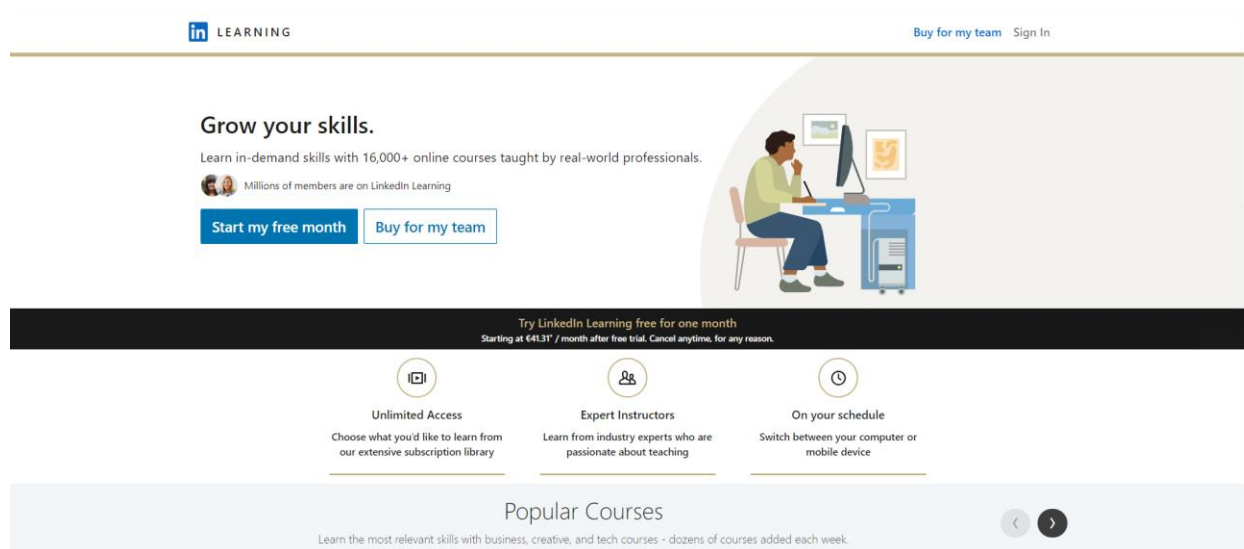 in LEARNING
Buy for my team Sign In
Grow your skills.
Learn in-demand skills with 16,000+ online courses taught by real-world professionals.
Millions of members are on LinkedIn Learning
Start my free month Buy for my team
Try LinkedIn Learning free for one month
Starting at €41.31* / month after free trial. Cancel anytime, for any reason.
Unlimited Access
Choose what you'd like to learn from
our extensive subscription library
Expert Instructors
Learn from industry experts who are
passionate about teaching
On your schedule
Switch between your computer or
mobile device
Popular Courses
Learn the most relevant skills with business, creative, and tech courses - dozens of courses added each week.